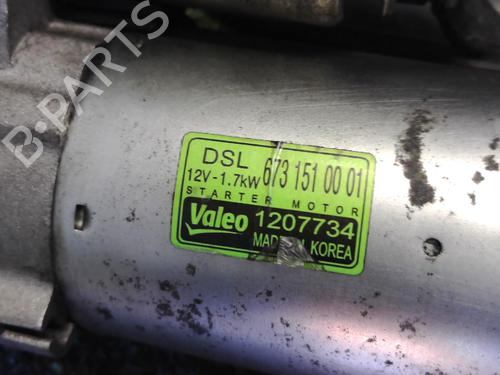 B-PARTS
DSL 673 151 00 01
12V-1.7kW
STARTER MOTOR
Valeo 1207734
MADE IN KOREA